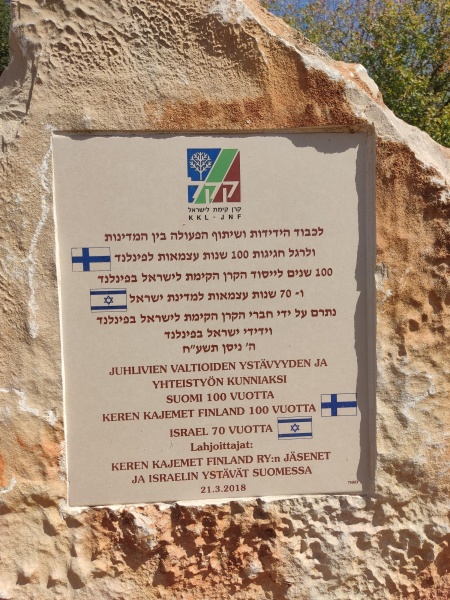 קק"ל
קרן קימת לישראל
KKL - JNF
לכבוד הידידות ושיתוף הפעולה בין המדינות
ולרגל חגיגות 100 שנות עצמאות לפינלנד
100 שנים לייסוד הקרן הקימת לישראל בפינלנד
ו- 70 שנות עצמאות למדינת ישראל
נתרם על ידי חברי הקרן הקימת לישראל בפינלנד
וידידי ישראל בפינלנד
ה' ניסן תשע"ח
JUHLIVIEN VALTIOIDEN YSTÄVYYDEN JA
YHTEISTYÖN KUNNIAKSI
SUOMI 100 VUOTTA
KEREN KAJEMET FINLAND 100 VUOTTA
ISRAEL 70 VUOTTA
Lahjoittajat:
KEREN KAJEMET FINLAND RY:n JÄSENET
JA ISRAELIN YSTÄVÄT SUOMESSA
21.3.2018